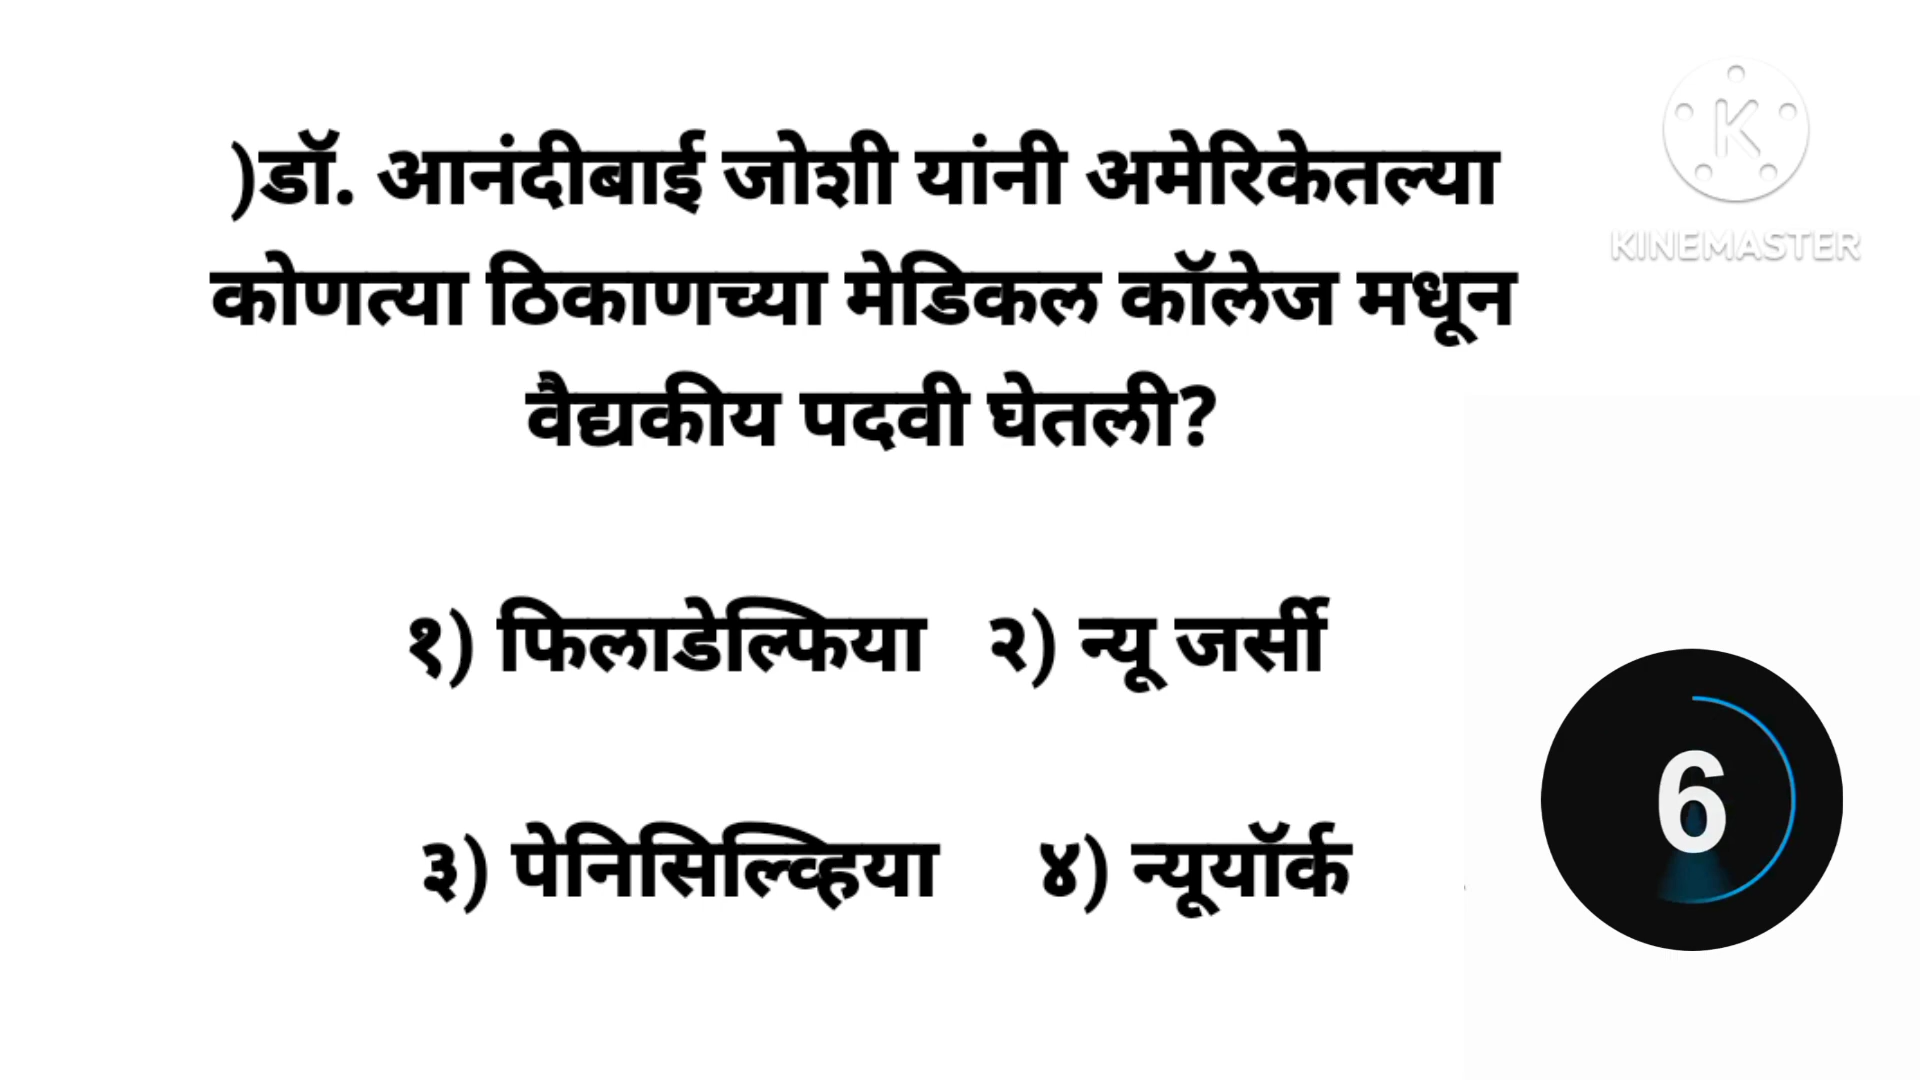 )डॉ. आनंदीबाई जोशी यांनी अमेरिकेतल्या
कोणत्या ठिकाणच्या मेडिकल कॉलेज मधून
वैद्यकीय पदवी घेतली?
१) फिलाडेल्फिया २) न्यू जर्सी
३) पेनिसिल्व्हिया ४) न्यूयॉर्क
6
K
KINEMASTER